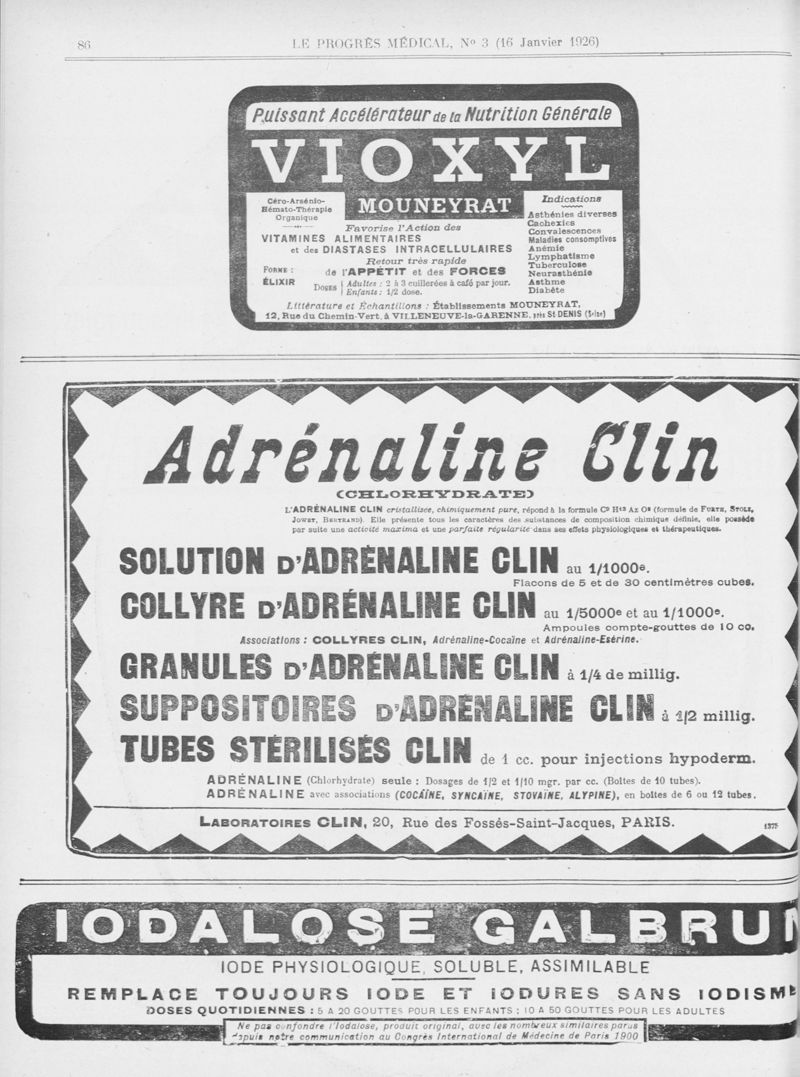 86
LE PROGRÈS MÉDICAL, No 3 (16 Janvier 1926)
Puissant Accélérateur de la Nutrition Générale
VIOXYL
MOUNEYRAT
Céro-Arsénio-
Hémato-Thérapie
Organique
Favorise l'Action des
VITAMINES ALIMENTAIRES
et des DIASTASES INTRACELLULAIRES
Retour très rapide
de l'APPÉTIT et des FORCES
FORME :
ÉLIXIR
DOSES
Adultes : 2 à 3 cuillerées à café par jour.
Enfants : 1/2 dose.
Indications
Asthénies diverses
Cachexies
Convalescences
Maladies consomptives
Anémie
Lymphatisme
Tuberculose
Neurasthénie
Asthme
Diabète
Littérature et Échantillons : Établissements MOUNEYRAT,
12, Rue du Chemin-Vert, à VILLENEUVE-la-GARENNE, près St-DENIS (Seine)
Adrénaline Clin
(CHLORHYDRATE)
L'ADRÉNALINE CLIN cristallisée, chimiquement pure, répond à la formule C9 H13 Az O3 (formule de FURTH, STOLZ,
JOWET, BERTRAND). Elle présente tous les caractères des substances de composition chimique définie, elle possède
par suite une activité maxima et une parfaite régularité dans ses effets physiologiques et thérapeutiques.
SOLUTION D'ADRÉNALINE CLIN au 1/1000e.
Flacons de 5 et de 30 centimètres cubes.
COLLYRE D'ADRÉNALINE CLIN au 1/5000e et au 1/1000e.
Ampoules compte-gouttes de 10 cc.
Associations : COLLYRES CLIN, Adrénaline-Cocaïne et Adrénaline-Esérine.
GRANULES D'ADRÉNALINE CLIN à 1/4 de millig.
SUPPOSITOIRES D'ADRÉNALINE CLIN à 1/2 millig.
TUBES STÉRILISÉS CLIN de 1 cc. pour injections hypoderm.
ADRÉNALINE (Chlorhydrate) seule : Dosages de 1/2 et 1/10 mgr. par cc. (Boîtes de 10 tubes).
ADRÉNALINE avec associations (COCAÏNE, SYNCAÏNE, STOVAÏNE, ALYPINE), en boîtes de 6 ou 12 tubes.
LABORATOIRES CLIN, 20, Rue des Fossés-Saint-Jacques, PARIS.
1375
IODALOSE GALBRUN
IODE PHYSIOLOGIQUE, SOLUBLE, ASSIMILABLE
REMPLACE TOUJOURS IODE ET IODURES SANS IODISME
DOSES QUOTIDIENNES : 5 A 20 GOUTTES POUR LES ENFANTS ; 10 A 50 GOUTTES POUR LES ADULTES
Ne pas confondre l'Iodalose, produit original, avec les nombreux similaires parus
depuis notre communication au Congrès International de Médecine de Paris 1900